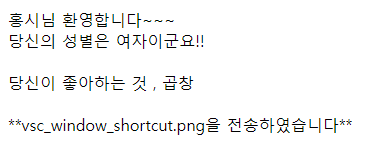 홍시님 환영합니다~~~
당신의 성별은 여자이군요!!
당신이 좋아하는 것 , 곱창
**vsc_window_shortcut.png을 전송하였습니다**